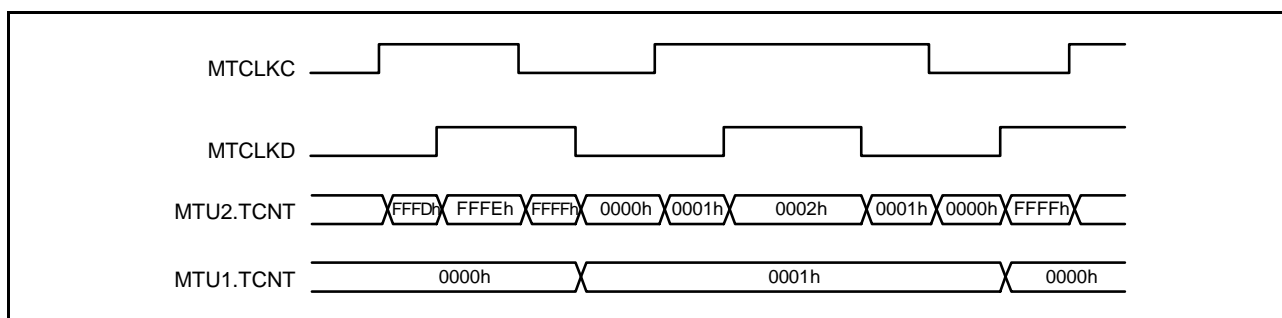 MTCLKC
MTCLKD
MTU2.TCNT FFFDh FFFEh FFFFh 0000h 0001h 0002h 0001h 0000h FFFFh
MTU1.TCNT 0000h 0001h 0000h